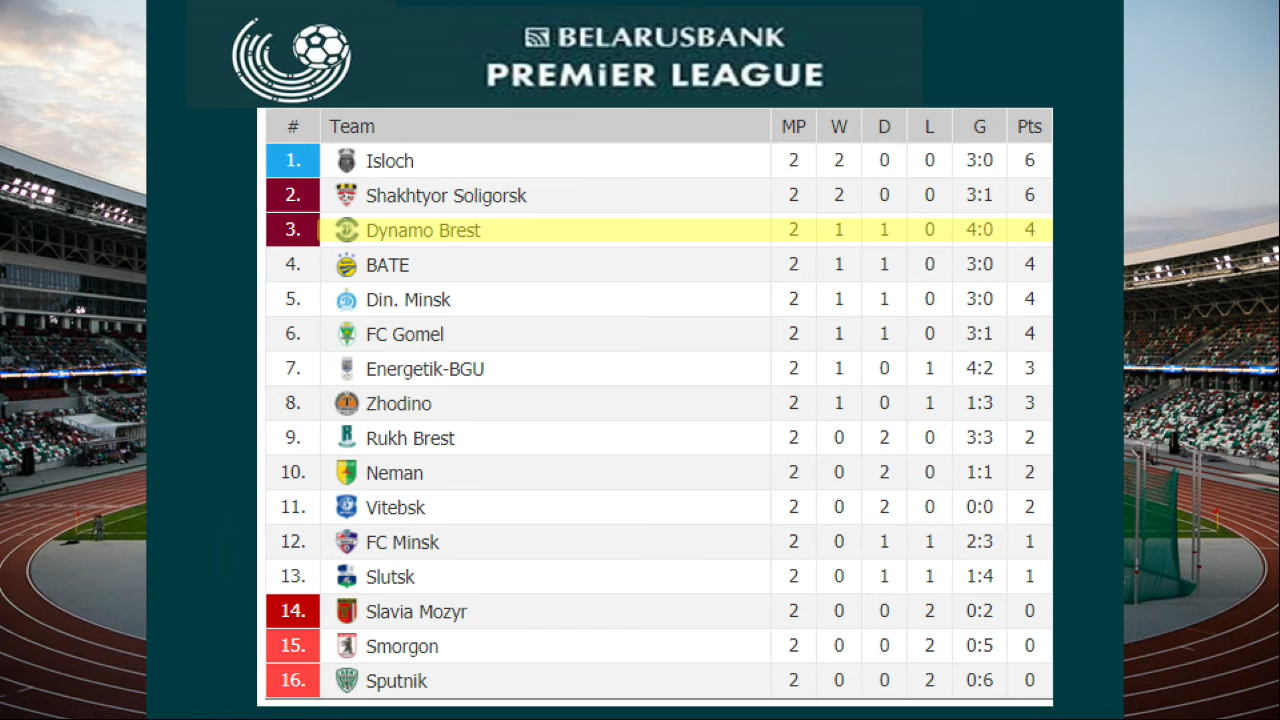 BELARUSBANK
PREMiER LEAGUE
# Team MP W D L G Pts
1. Isloch 2 2 0 0 3:0 6
2. Shakhtyor Soligorsk 2 2 0 0 3:1 6
3. Dynamo Brest 2 1 1 0 4:0 4
4. BATE 2 1 1 0 3:0 4
5. Din. Minsk 2 1 1 0 3:0 4
6. FC Gomel 2 1 1 0 3:1 4
7. Energetik-BGU 2 1 0 1 4:2 3
8. Zhodino 2 1 0 1 1:3 3
9. Rukh Brest 2 0 2 0 3:3 2
10. Neman 2 0 2 0 1:1 2
11. Vitebsk 2 0 2 0 0:0 2
12. FC Minsk 2 0 1 1 2:3 1
13. Slutsk 2 0 1 1 1:4 1
14. Slavia Mozyr 2 0 0 2 0:2 0
15. Smorgon 2 0 0 2 0:5 0
16. Sputnik 2 0 0 2 0:6 0